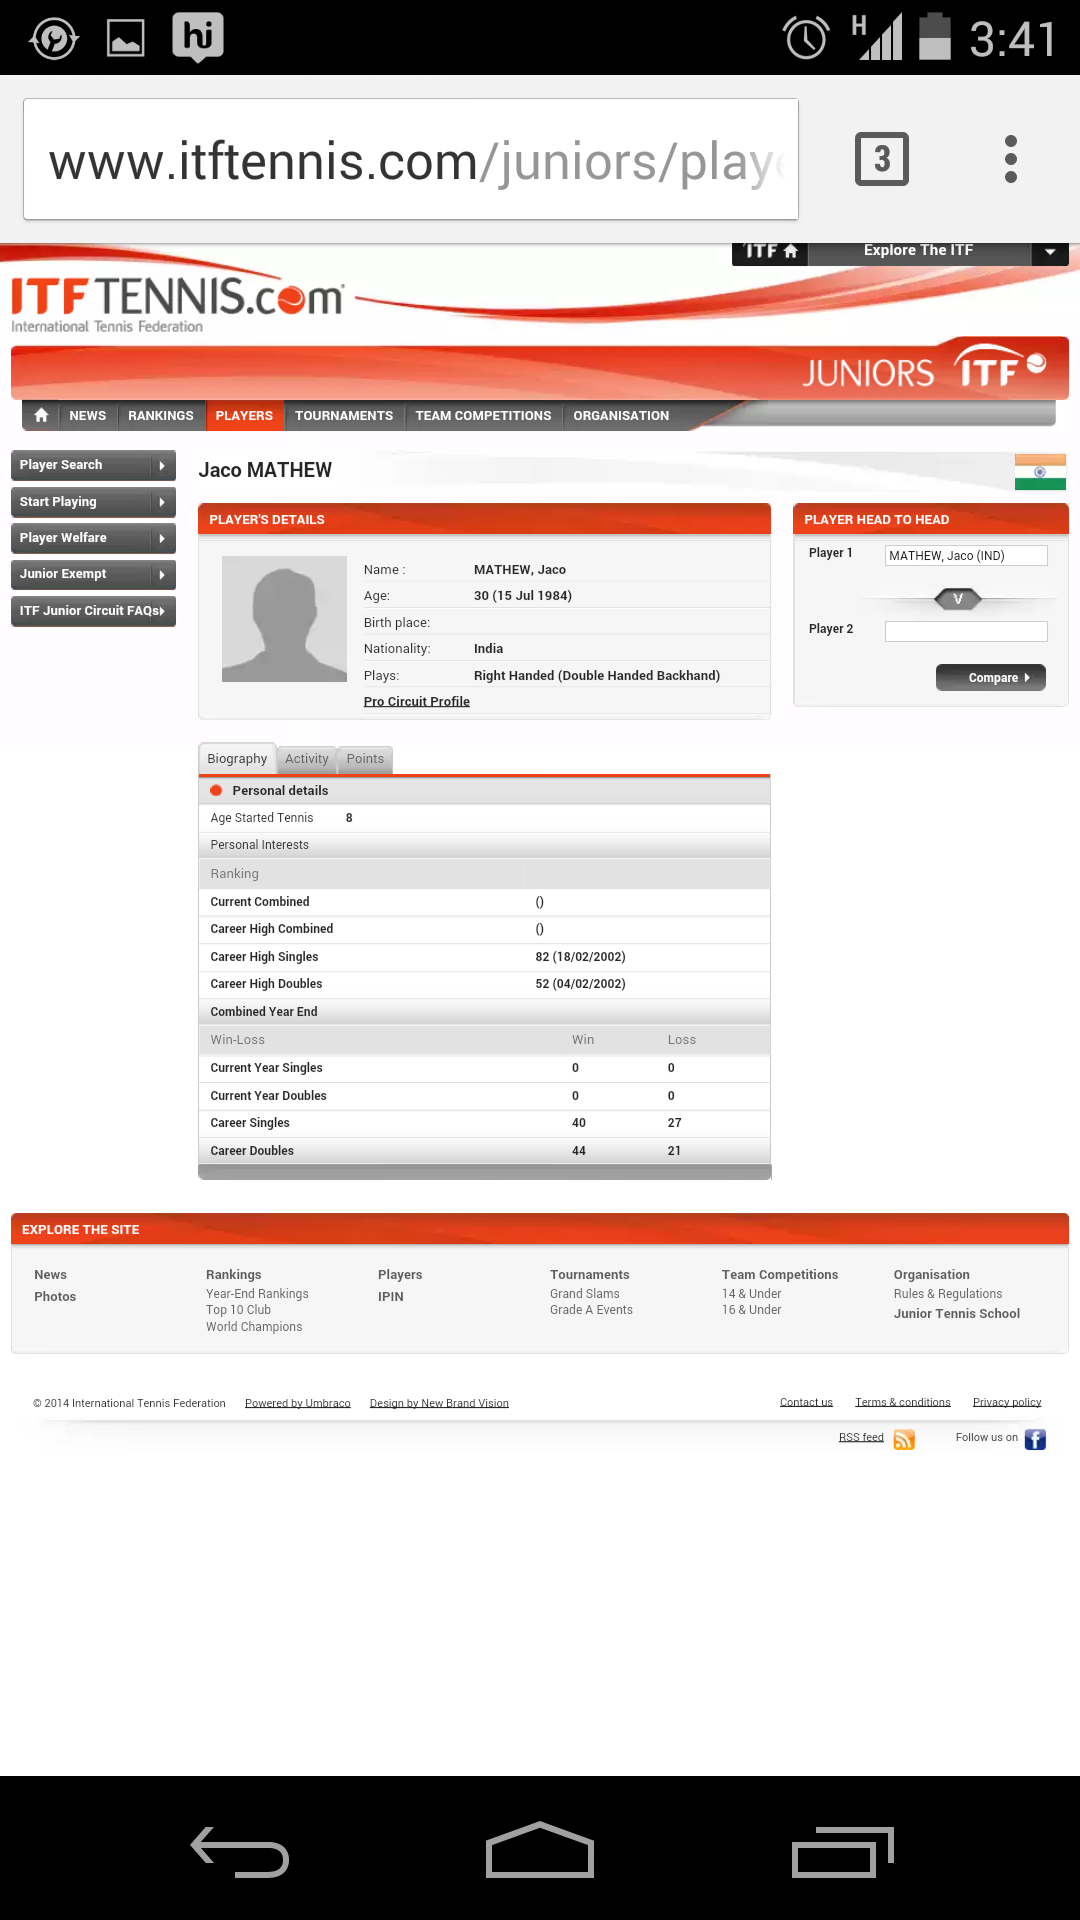 hi
H
3:41
www.itftennis.com/juniors/playe
3
ITF
Explore The ITF
ITFTENNIS.com
International Tennis Federation
JUNIORS ITF
NEWS RANKINGS PLAYERS TOURNAMENTS TEAM COMPETITIONS ORGANISATION
Player Search
Start Playing
Player Welfare
Junior Exempt
ITF Junior Circuit FAQs
Jaco MATHEW
PLAYER'S DETAILS
Name : MATHEW, Jaco
Age: 30 (15 Jul 1984)
Birth place:
Nationality: India
Plays: Right Handed (Double Handed Backhand)
Pro Circuit Profile
PLAYER HEAD TO HEAD
Player 1 MATHEW, Jaco (IND)
V
Player 2
Compare
Biography Activity Points
Personal details
Age Started Tennis 8
Personal Interests
Ranking
Current Combined ()
Career High Combined ()
Career High Singles 82 (18/02/2002)
Career High Doubles 52 (04/02/2002)
Combined Year End
Win-Loss Win Loss
Current Year Singles 0 0
Current Year Doubles 0 0
Career Singles 40 27
Career Doubles 44 21
EXPLORE THE SITE
News
Photos
Rankings
Year-End Rankings
Top 10 Club
World Champions
Players
IPIN
Tournaments
Grand Slams
Grade A Events
Team Competitions
14 & Under
16 & Under
Organisation
Rules & Regulations
Junior Tennis School
© 2014 International Tennis Federation Powered by Umbraco Design by New Brand Vision
Contact us Terms & conditions Privacy policy
RSS feed Follow us on f